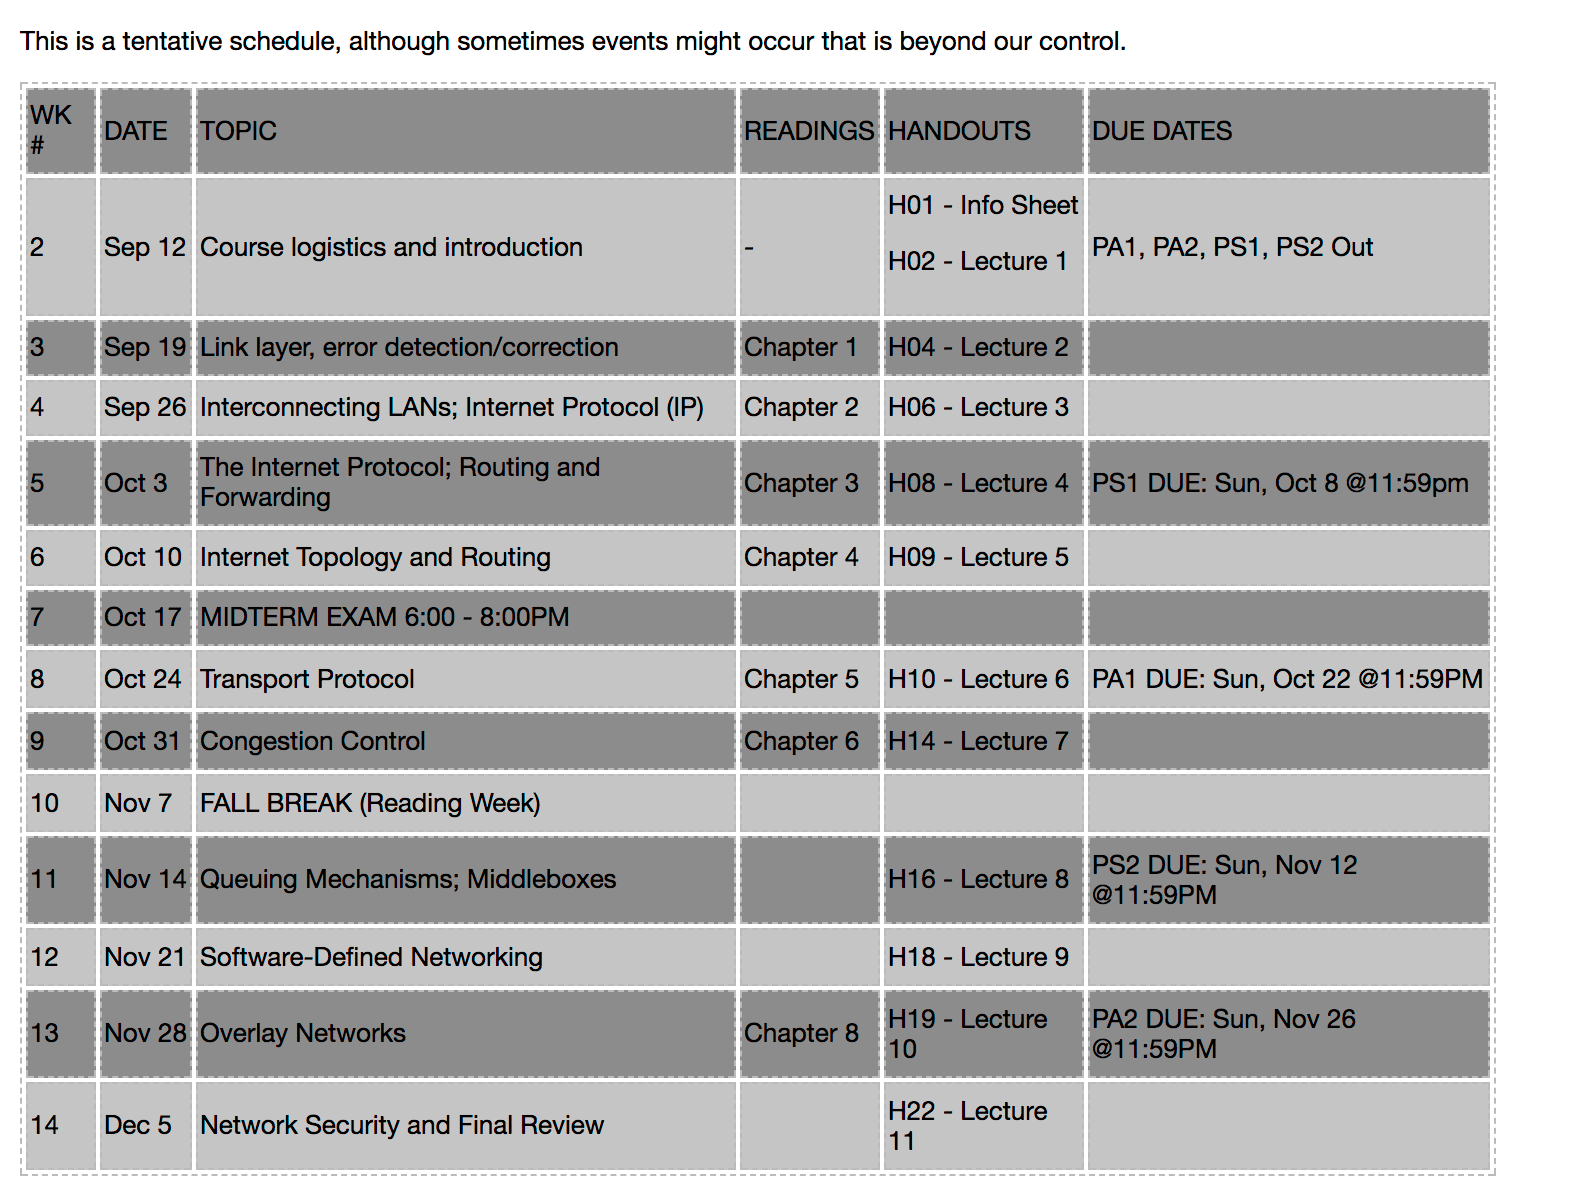 This is a tentative schedule, although sometimes events might occur that is beyond our control.
WK
#
DATE
TOPIC
READINGS
HANDOUTS
DUE DATES
2
Sep 12
Course logistics and introduction
-
H01 - Info Sheet
H02 - Lecture 1
PA1, PA2, PS1, PS2 Out
3
Sep 19
Link layer, error detection/correction
Chapter 1
H04 - Lecture 2
4
Sep 26
Interconnecting LANs; Internet Protocol (IP)
Chapter 2
H06 - Lecture 3
5
Oct 3
The Internet Protocol; Routing and
Forwarding
Chapter 3
H08 - Lecture 4
PS1 DUE: Sun, Oct 8 @11:59pm
6
Oct 10
Internet Topology and Routing
Chapter 4
H09 - Lecture 5
7
Oct 17
MIDTERM EXAM 6:00 - 8:00PM
8
Oct 24
Transport Protocol
Chapter 5
H10 - Lecture 6
PA1 DUE: Sun, Oct 22 @11:59PM
9
Oct 31
Congestion Control
Chapter 6
H14 - Lecture 7
10
Nov 7
FALL BREAK (Reading Week)
11
Nov 14
Queuing Mechanisms; Middleboxes
H16 - Lecture 8
PS2 DUE: Sun, Nov 12
@11:59PM
12
Nov 21
Software-Defined Networking
H18 - Lecture 9
13
Nov 28
Overlay Networks
Chapter 8
H19 - Lecture
10
PA2 DUE: Sun, Nov 26
@11:59PM
14
Dec 5
Network Security and Final Review
H22 - Lecture
11